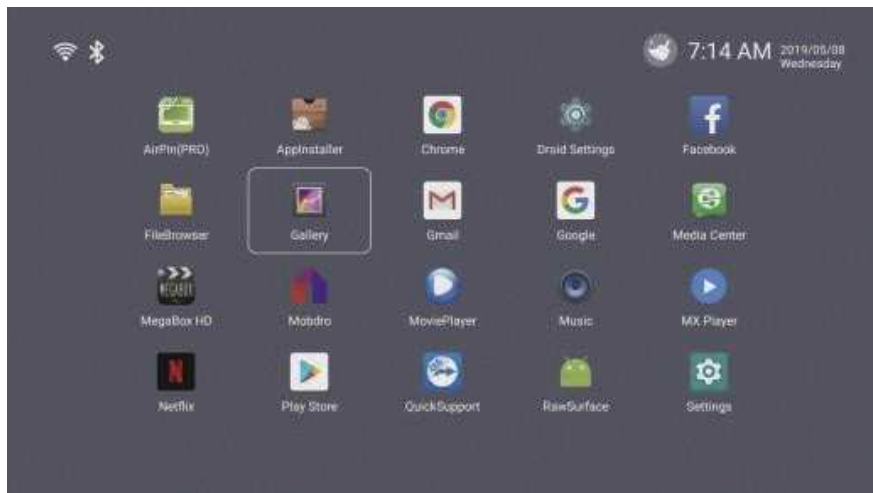 7:14 AM 2019/05/08
Wednesday
AirPin(PRO) AppInstaller Chrome Droid Settings Facebook
FileBrowser Gallery Gmail Google Media Center
MEGABOX
MegaBox HD Mobdro MoviePlayer Music MX Player
Netflix Play Store QuickSupport RawSurface Settings